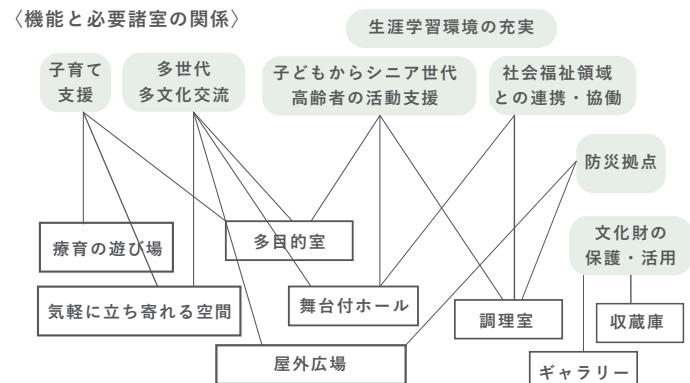 〈機能と必要諸室の関係〉
生涯学習環境の充実
子育て
支援
多世代
多文化交流
子どもからシニア世代
高齢者の活動支援
社会福祉領域
との連携・協働
防災拠点
文化財の
保護・活用
療育の遊び場
多目的室
気軽に立ち寄れる空間
舞台付ホール
調理室
収蔵庫
屋外広場
ギャラリー